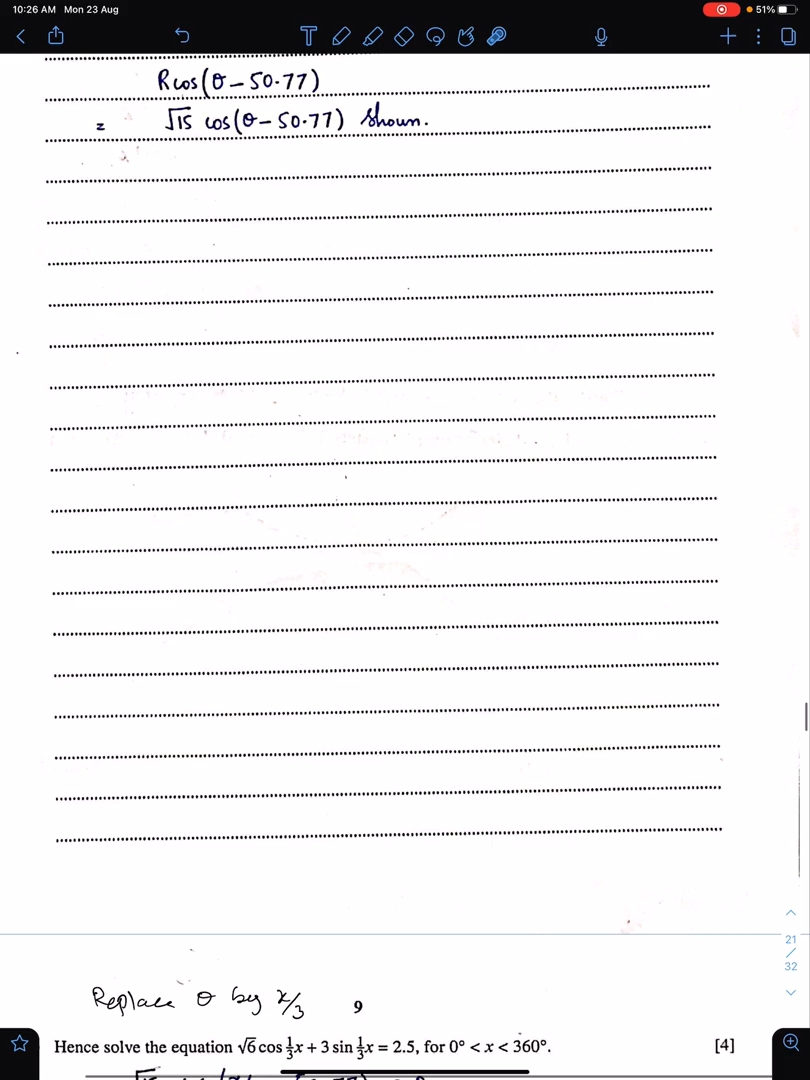 10:26 AM Mon 23 Aug
51%
Rcos(θ – 50.77)
= √15 cos(θ – 50.77) shown.
21
/
32
Replace θ by x/3
9
Hence solve the equation √6 cos ⅓x + 3 sin ⅓x = 2.5, for 0° < x < 360°.
[4]